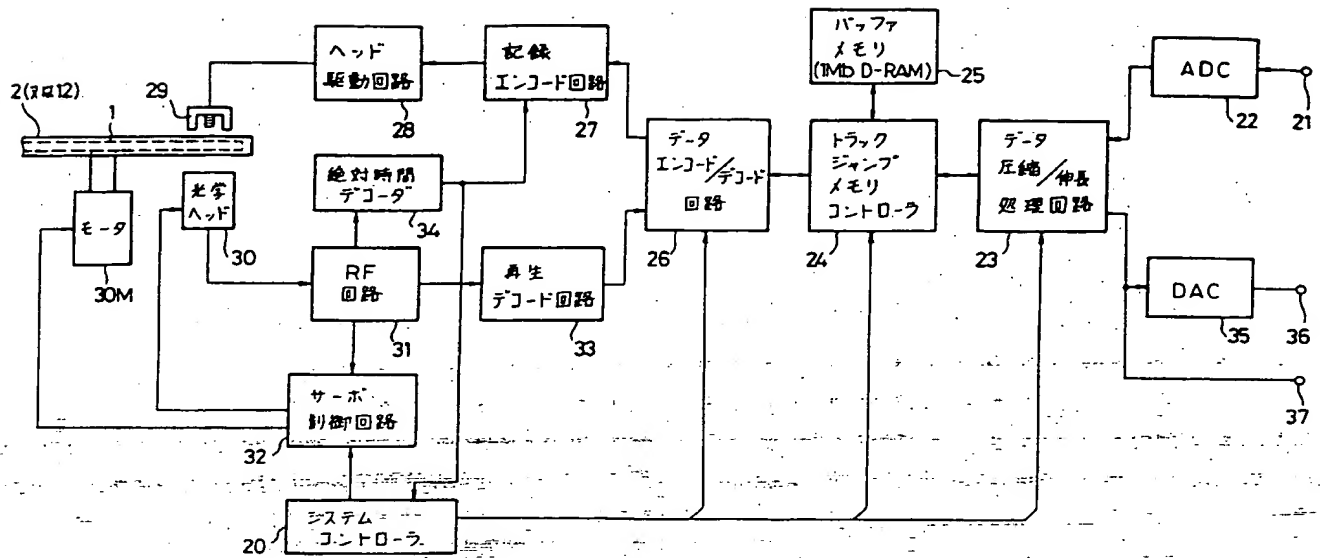 バッファ
メモリ
(1Mb D-RAM)
25
ヘッド
駆動回路
28
記録
エンコード回路
27
ADC
22
21
2(又は12)
1
29
データ
エンコード/デコード
回路
26
トラック
ジャンプ
メモリ
コントローラ
24
データ
圧縮/伸長
処理回路
23
絶対時間
デコーダ
34
光学
ヘッド
30
モータ
30M
RF
回路
31
再生
デコード回路
33
DAC
35
36
37
サーボ
制御回路
32
システム
コントローラ
20